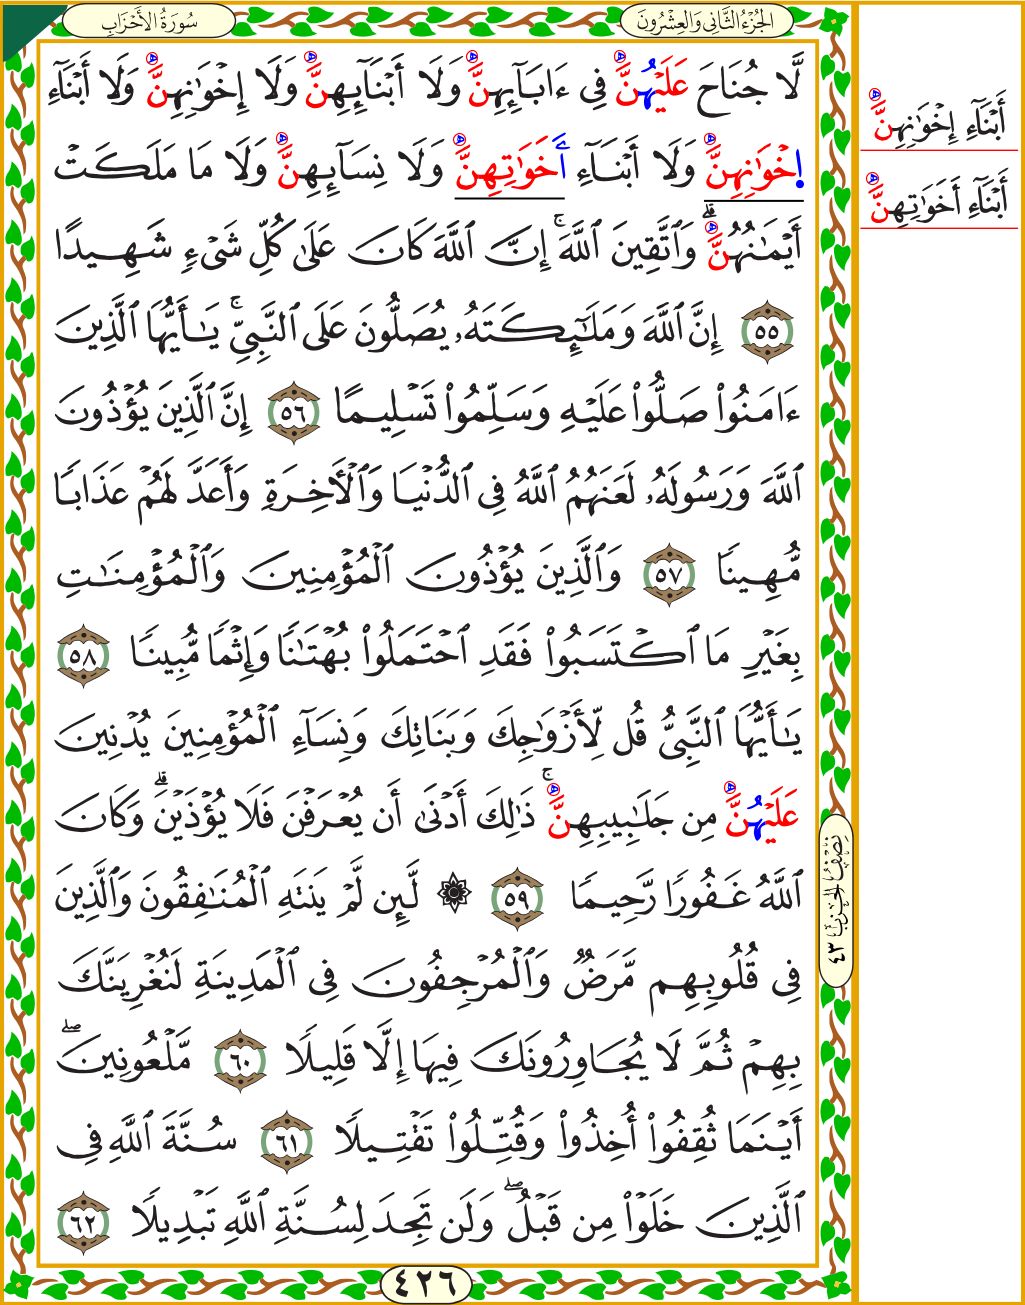 الجُزْءُ الثَّانِي وَالعِشْرُونَ
سُورَةُ الأَحْزَابِ
لَّا جُنَاحَ عَلَيۡهُنَّ فِيٓ ءَابَآئِهِنَّ وَلَآ أَبۡنَآئِهِنَّ وَلَآ إِخۡوَٰنِهِنَّ وَلَآ أَبۡنَآءِ
إِخۡوَٰنِهِنَّ وَلَآ أَبۡنَآءِ أَخَوَٰتِهِنَّ وَلَا نِسَآئِهِنَّ وَلَا مَا مَلَكَتۡ
أَيۡمَٰنُهُنَّۗ وَٱتَّقِينَ ٱللَّهَۚ إِنَّ ٱللَّهَ كَانَ عَلَىٰ كُلِّ شَيۡءٖ شَهِيدًا
٥٥ إِنَّ ٱللَّهَ وَمَلَٰٓئِكَتَهُۥ يُصَلُّونَ عَلَى ٱلنَّبِيِّۚ يَٰٓأَيُّهَا ٱلَّذِينَ
ءَامَنُواْ صَلُّواْ عَلَيۡهِ وَسَلِّمُواْ تَسۡلِيمًا ٥٦ إِنَّ ٱلَّذِينَ يُؤۡذُونَ
ٱللَّهَ وَرَسُولَهُۥ لَعَنَهُمُ ٱللَّهُ فِي ٱلدُّنۡيَا وَٱلۡأٓخِرَةِ وَأَعَدَّ لَهُمۡ عَذَابٗا
مُّهِينٗا ٥٧ وَٱلَّذِينَ يُؤۡذُونَ ٱلۡمُؤۡمِنِينَ وَٱلۡمُؤۡمِنَٰتِ
بِغَيۡرِ مَا ٱكۡتَسَبُواْ فَقَدِ ٱحۡتَمَلُواْ بُهۡتَٰنٗا وَإِثۡمٗا مُّبِينٗا ٥٨
يَٰٓأَيُّهَا ٱلنَّبِيُّ قُل لِّأَزۡوَٰجِكَ وَبَنَاتِكَ وَنِسَآءِ ٱلۡمُؤۡمِنِينَ يُدۡنِينَ
عَلَيۡهِنَّ مِن جَلَٰبِيبِهِنَّۚ ذَٰلِكَ أَدۡنَىٰٓ أَن يُعۡرَفۡنَ فَلَا يُؤۡذَيۡنَۗ وَكَانَ
ٱللَّهُ غَفُورٗا رَّحِيمٗا ٥٩ ۞ لَّئِن لَّمۡ يَنتَهِ ٱلۡمُنَٰفِقُونَ وَٱلَّذِينَ
فِي قُلُوبِهِم مَّرَضٞ وَٱلۡمُرۡجِفُونَ فِي ٱلۡمَدِينَةِ لَنُغۡرِيَنَّكَ
بِهِمۡ ثُمَّ لَا يُجَاوِرُونَكَ فِيهَآ إِلَّا قَلِيلٗا ٦٠ مَّلۡعُونِينَۖ
أَيۡنَمَا ثُقِفُوٓاْ أُخِذُواْ وَقُتِّلُواْ تَقۡتِيلٗا ٦١ سُنَّةَ ٱللَّهِ فِي
ٱلَّذِينَ خَلَوۡاْ مِن قَبۡلُۖ وَلَن تَجِدَ لِسُنَّةِ ٱللَّهِ تَبۡدِيلٗا ٦٢
٤٢٦
نِصْفُ الحِزْبِ ٤٣
أَبۡنَآءِ إِخۡوَٰنِهِنَّ
أَبۡنَآءِ أَخَوَٰتِهِنَّ